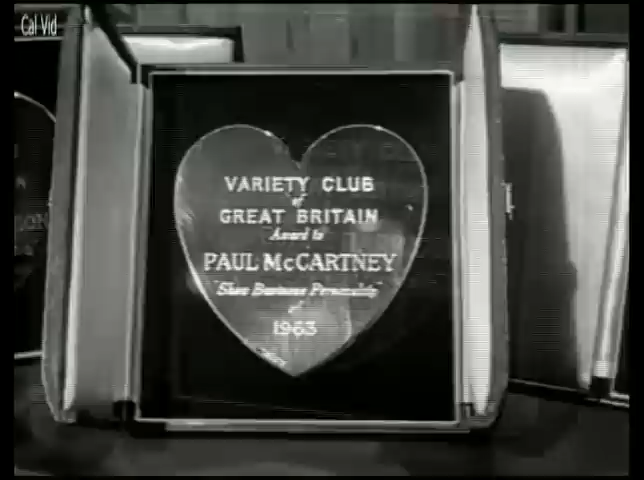 Cal Vid
VARIETY CLUB
of
GREAT BRITAIN
Award to
PAUL McCARTNEY
"Show Business Personality"
of
1963